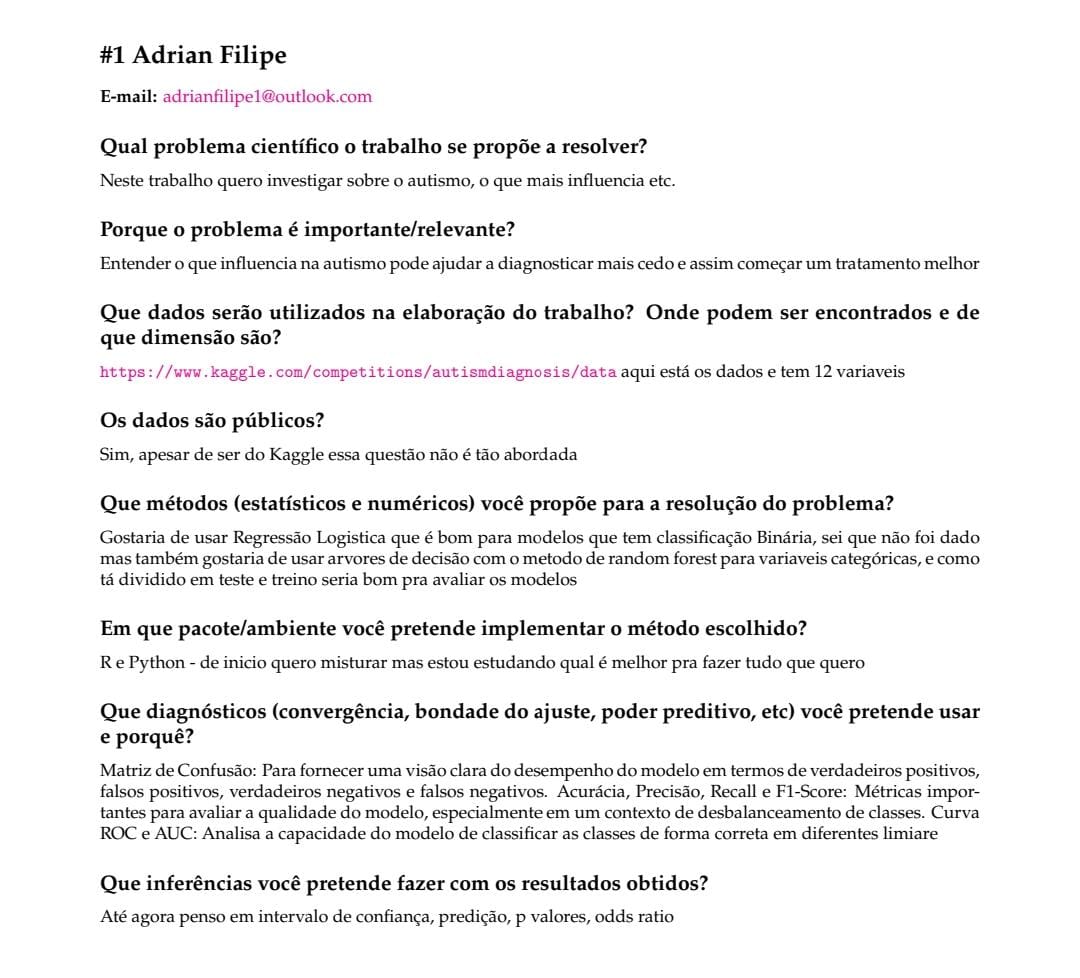 #1 Adrian Filipe
E-mail: adrianfilipe1@outlook.com
Qual problema científico o trabalho se propõe a resolver?
Neste trabalho quero investigar sobre o autismo, o que mais influencia etc.
Porque o problema é importante/relevante?
Entender o que influencia na autismo pode ajudar a diagnosticar mais cedo e assim começar um tratamento melhor
Que dados serão utilizados na elaboração do trabalho? Onde podem ser encontrados e de
que dimensão são?
https://www.kaggle.com/competitions/autismdiagnosis/data aqui está os dados e tem 12 variaveis
Os dados são públicos?
Sim, apesar de ser do Kaggle essa questão não é tão abordada
Que métodos (estatísticos e numéricos) você propõe para a resolução do problema?
Gostaria de usar Regressão Logistica que é bom para modelos que tem classificação Binária, sei que não foi dado
mas também gostaria de usar arvores de decisão com o metodo de random forest para variaveis categóricas, e como
tá dividido em teste e treino seria bom pra avaliar os modelos
Em que pacote/ambiente você pretende implementar o método escolhido?
R e Python - de inicio quero misturar mas estou estudando qual é melhor pra fazer tudo que quero
Que diagnósticos (convergência, bondade do ajuste, poder preditivo, etc) você pretende usar
e porquê?
Matriz de Confusão: Para fornecer uma visão clara do desempenho do modelo em termos de verdadeiros positivos,
falsos positivos, verdadeiros negativos e falsos negativos. Acurácia, Precisão, Recall e F1-Score: Métricas impor-
tantes para avaliar a qualidade do modelo, especialmente em um contexto de desbalanceamento de classes. Curva
ROC e AUC: Analisa a capacidade do modelo de classificar as classes de forma correta em diferentes limiare
Que inferências você pretende fazer com os resultados obtidos?
Até agora penso em intervalo de confiança, predição, p valores, odds ratio